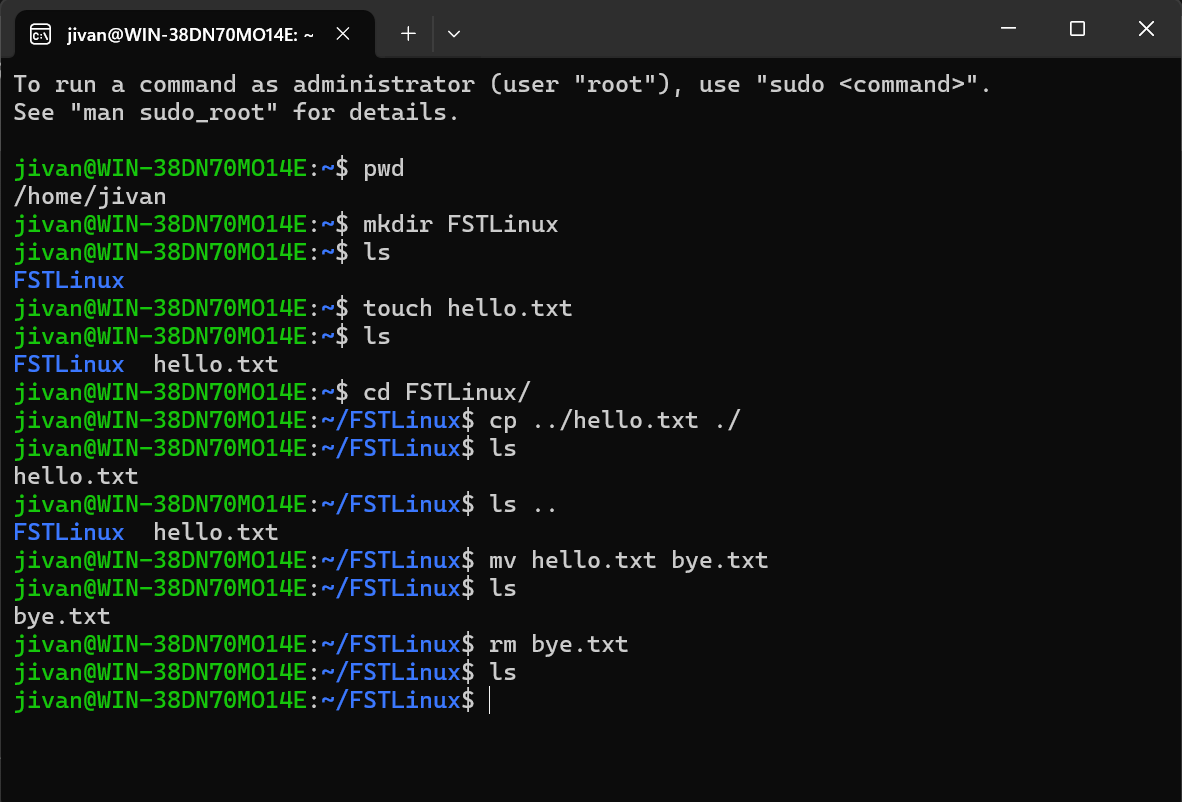 jivan@WIN-38DN70MO14E: ~
To run a command as administrator (user "root"), use "sudo <command>".
See "man sudo_root" for details.
jivan@WIN-38DN70MO14E:~$ pwd
/home/jivan
jivan@WIN-38DN70MO14E:~$ mkdir FSTLinux
jivan@WIN-38DN70MO14E:~$ ls
FSTLinux
jivan@WIN-38DN70MO14E:~$ touch hello.txt
jivan@WIN-38DN70MO14E:~$ ls
FSTLinux  hello.txt
jivan@WIN-38DN70MO14E:~$ cd FSTLinux/
jivan@WIN-38DN70MO14E:~/FSTLinux$ cp ../hello.txt ./
jivan@WIN-38DN70MO14E:~/FSTLinux$ ls
hello.txt
jivan@WIN-38DN70MO14E:~/FSTLinux$ ls ..
FSTLinux  hello.txt
jivan@WIN-38DN70MO14E:~/FSTLinux$ mv hello.txt bye.txt
jivan@WIN-38DN70MO14E:~/FSTLinux$ ls
bye.txt
jivan@WIN-38DN70MO14E:~/FSTLinux$ rm bye.txt
jivan@WIN-38DN70MO14E:~/FSTLinux$ ls
jivan@WIN-38DN70MO14E:~/FSTLinux$